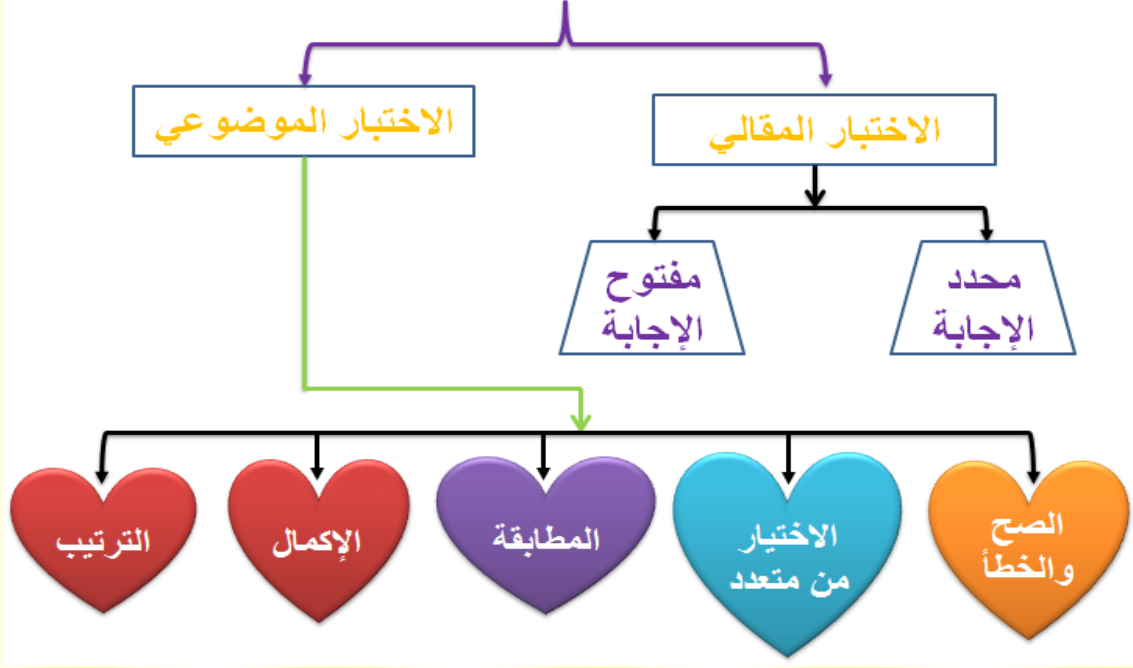 الاختبار المقالي
الاختبار الموضوعي
محدد
الإجابة
مفتوح
الإجابة
الصح
والخطأ
الاختيار
من متعدد
المطابقة
الإكمال
الترتيب